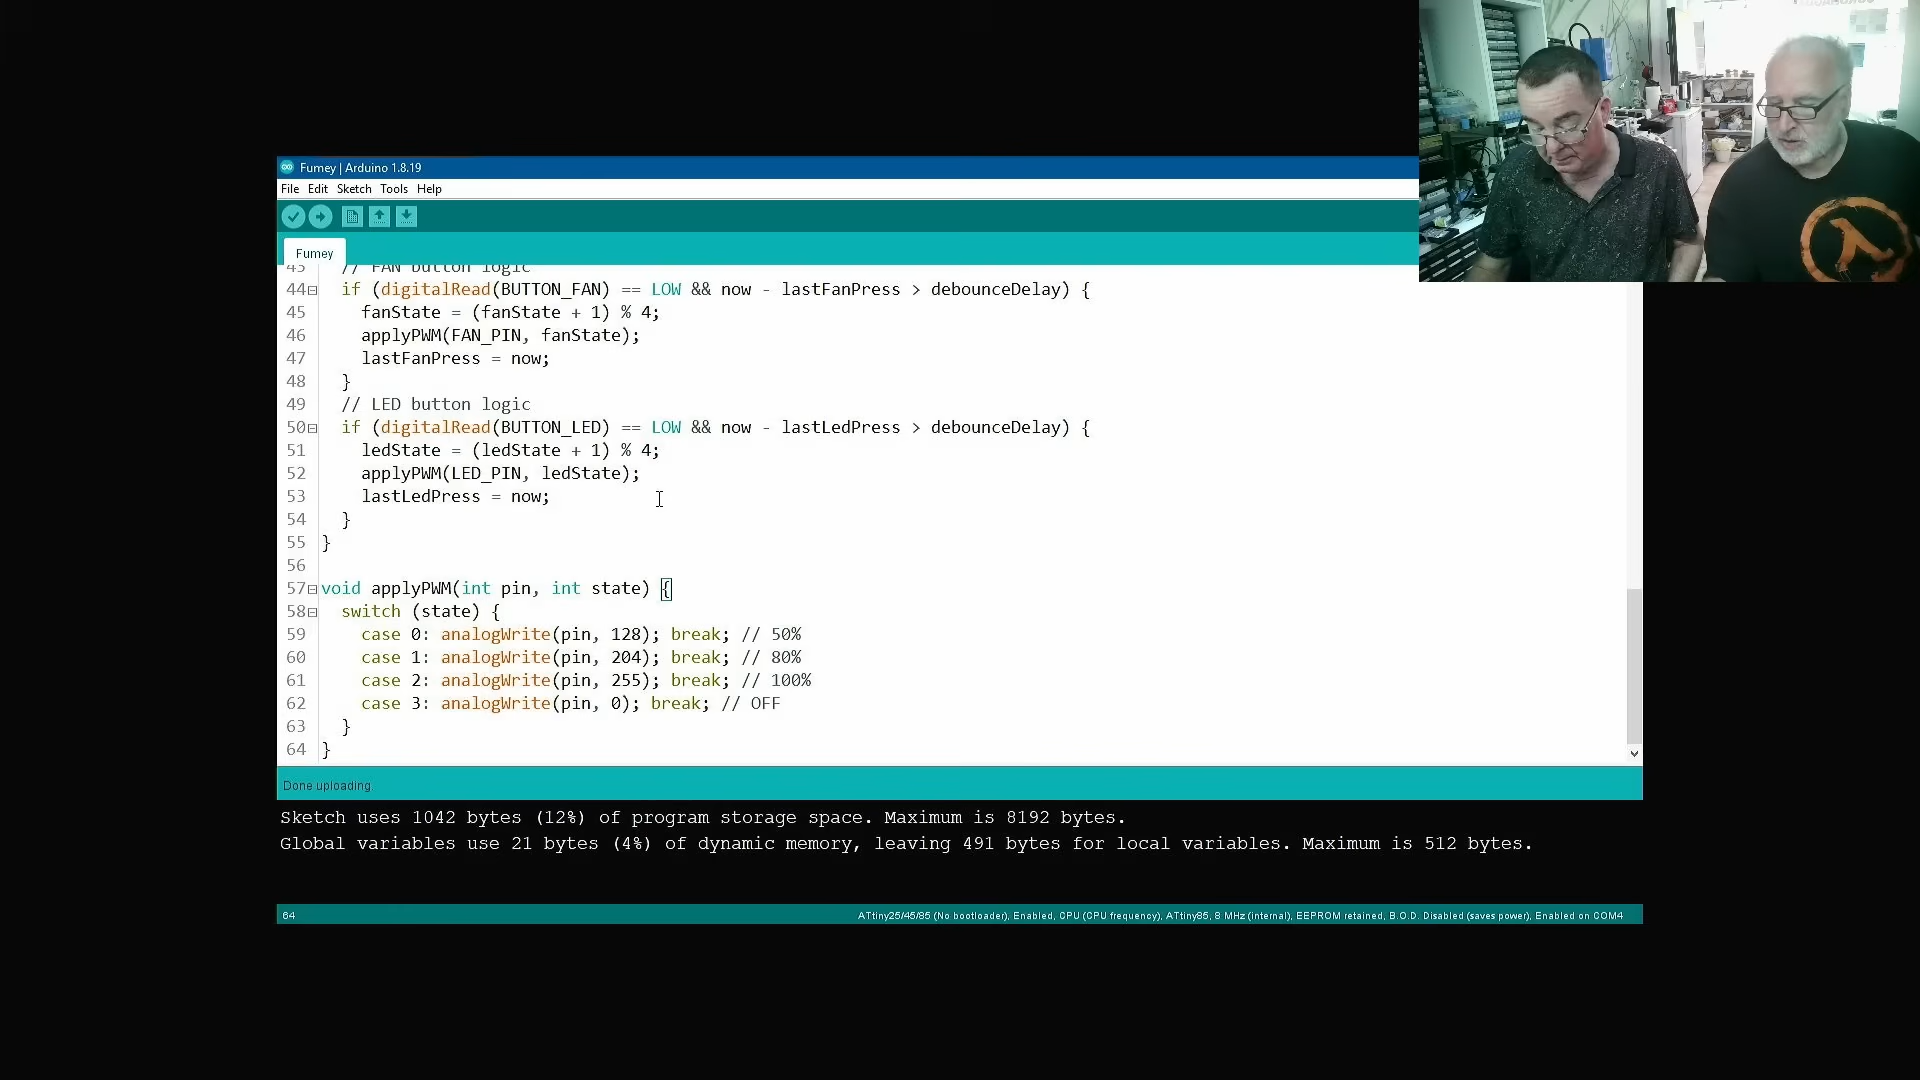 Fumey | Arduino 1.8.19
File Edit Sketch Tools Help
Fumey
43 // FAN button logic
44 if (digitalRead(BUTTON_FAN) == LOW && now - lastFanPress > debounceDelay) {
45 fanState = (fanState + 1) % 4;
46 applyPWM(FAN_PIN, fanState);
47 lastFanPress = now;
48 }
49 // LED button logic
50 if (digitalRead(BUTTON_LED) == LOW && now - lastLedPress > debounceDelay) {
51 ledState = (ledState + 1) % 4;
52 applyPWM(LED_PIN, ledState);
53 lastLedPress = now;
54 }
55 }
56
57 void applyPWM(int pin, int state) {
58 switch (state) {
59 case 0: analogWrite(pin, 128); break; // 50%
60 case 1: analogWrite(pin, 204); break; // 80%
61 case 2: analogWrite(pin, 255); break; // 100%
62 case 3: analogWrite(pin, 0); break; // OFF
63 }
64 }
Done uploading.
Sketch uses 1042 bytes (12%) of program storage space. Maximum is 8192 bytes.
Global variables use 21 bytes (4%) of dynamic memory, leaving 491 bytes for local variables. Maximum is 512 bytes.
64 ATtiny25/45/85 (No bootloader), Enabled, CPU (CPU frequency), ATtiny85, 8 MHz (internal), EEPROM retained, B.O.D. Disabled (saves power), Enabled on COM4